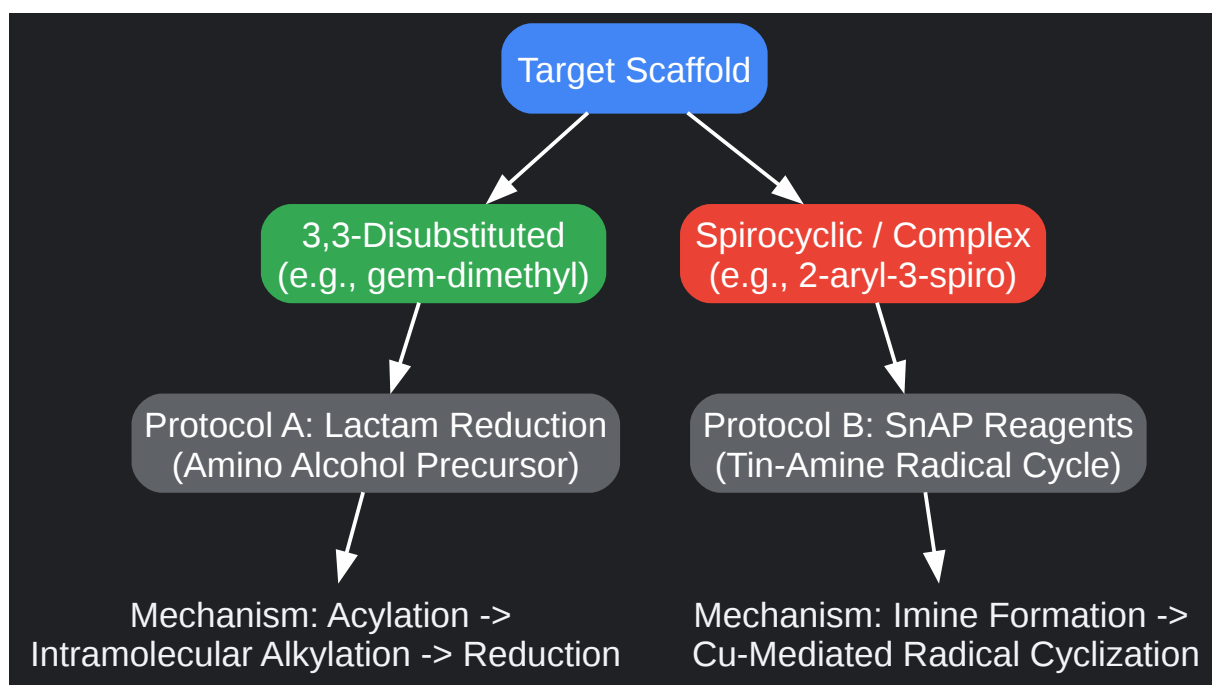 Target Scaffold
3,3-Disubstituted
(e.g., gem-dimethyl)
Spirocyclic / Complex
(e.g., 2-aryl-3-spiro)
Protocol A: Lactam Reduction
(Amino Alcohol Precursor)
Protocol B: SnAP Reagents
(Tin-Amine Radical Cycle)
Mechanism: Acylation ->
Intramolecular Alkylation -> Reduction
Mechanism: Imine Formation ->
Cu-Mediated Radical Cyclization